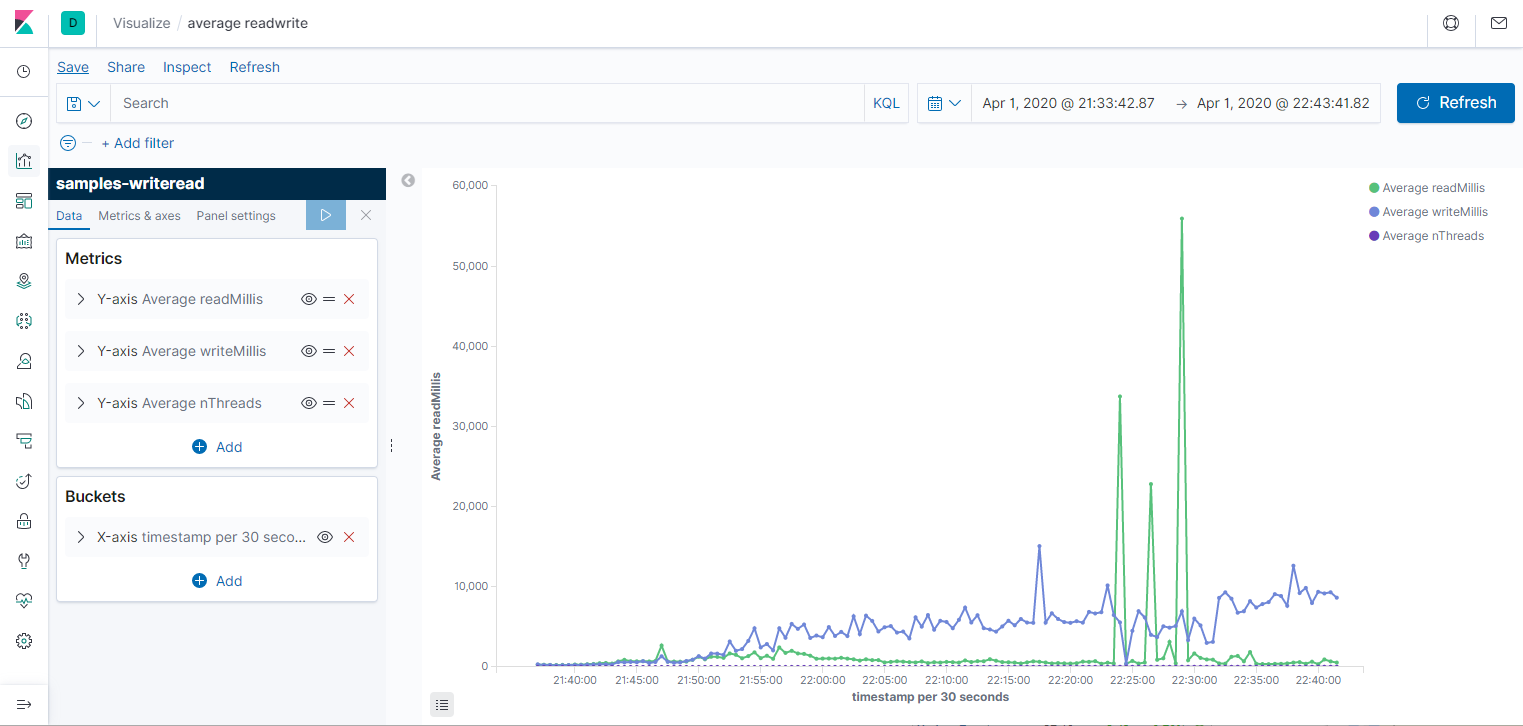 D Visualize / average readwrite
Save Share Inspect Refresh
Search KQL Apr 1, 2020 @ 21:33:42.87 → Apr 1, 2020 @ 22:43:41.82 Refresh
+ Add filter
samples-writeread
Data Metrics & axes Panel settings
Metrics
Y-axis Average readMillis
Y-axis Average writeMillis
Y-axis Average nThreads
Add
Buckets
X-axis timestamp per 30 seco...
Add
Average readMillis
60,000
50,000
40,000
30,000
20,000
10,000
0
21:40:00 21:45:00 21:50:00 21:55:00 22:00:00 22:05:00 22:10:00 22:15:00 22:20:00 22:25:00 22:30:00 22:35:00 22:40:00
timestamp per 30 seconds
Average readMillis
Average writeMillis
Average nThreads